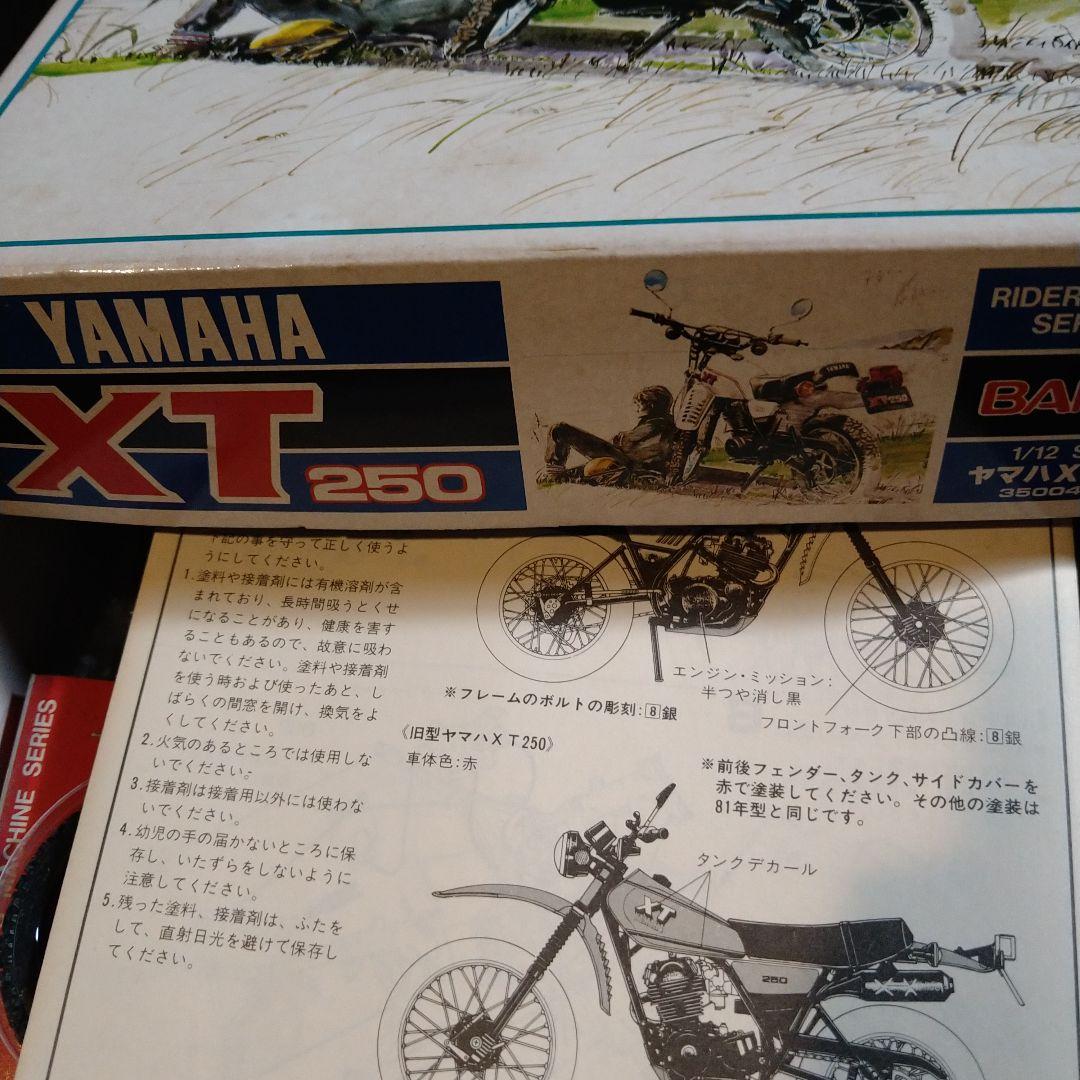 YAMAHA
XT250
XT250
RIDER
1/12
ヤマハX
35004
MACHINE SERIES
下記の事を守って正しく使うよ
うにしてください。
1.塗料や接着剤には有機溶剤が含
まれており、長時間吸うとくせ
になることがあり、健康を害す
ることもあるので、故意に吸わ
ないでください。塗料や接着剤
を使う時および使ったあと、し
ばらくの間窓を開け、換気をよ
くしてください。
2.火気のあるところでは使用しな
いでください。
3.接着剤は接着用以外には使わな
いでください。
4.幼児の手の届かないところに保
存し、いたずらをしないように
注意してください。
5.残った塗料、接着剤は、ふたを
して、直射日光を避けて保存し
てください。
エンジン・ミッション:
半つや消し黒
※フレームのボルトの彫刻:8銀
フロントフォーク下部の凸線:8銀
《旧型ヤマハXT250》
車体色:赤
※前後フェンダー、タンク、サイドカバーを
赤で塗装してください。その他の塗装は
81年型と同じです。
タンクデカール
XT
250